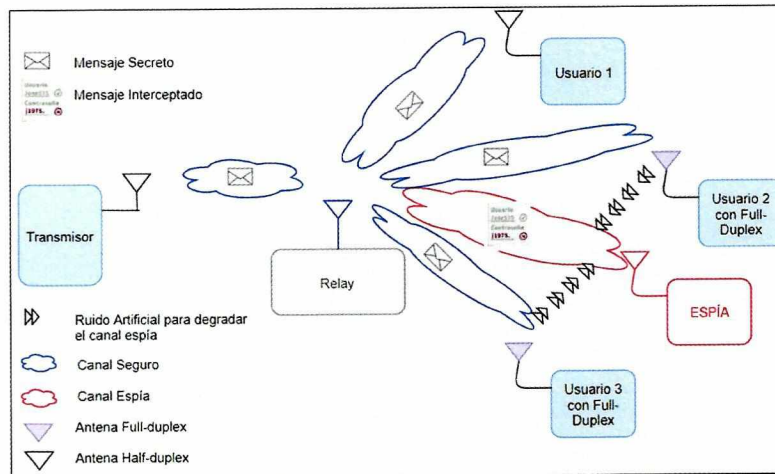 Mensaje Secreto
Mensaje Interceptado
Usuario 1
Transmisor
Relay
Usuario 2
con Full-
Duplex
ESPÍA
Usuario 3
con Full-
Duplex
Ruido Artificial para degradar
el canal espía
Canal Seguro
Canal Espía
Antena Full-duplex
Antena Half-duplex